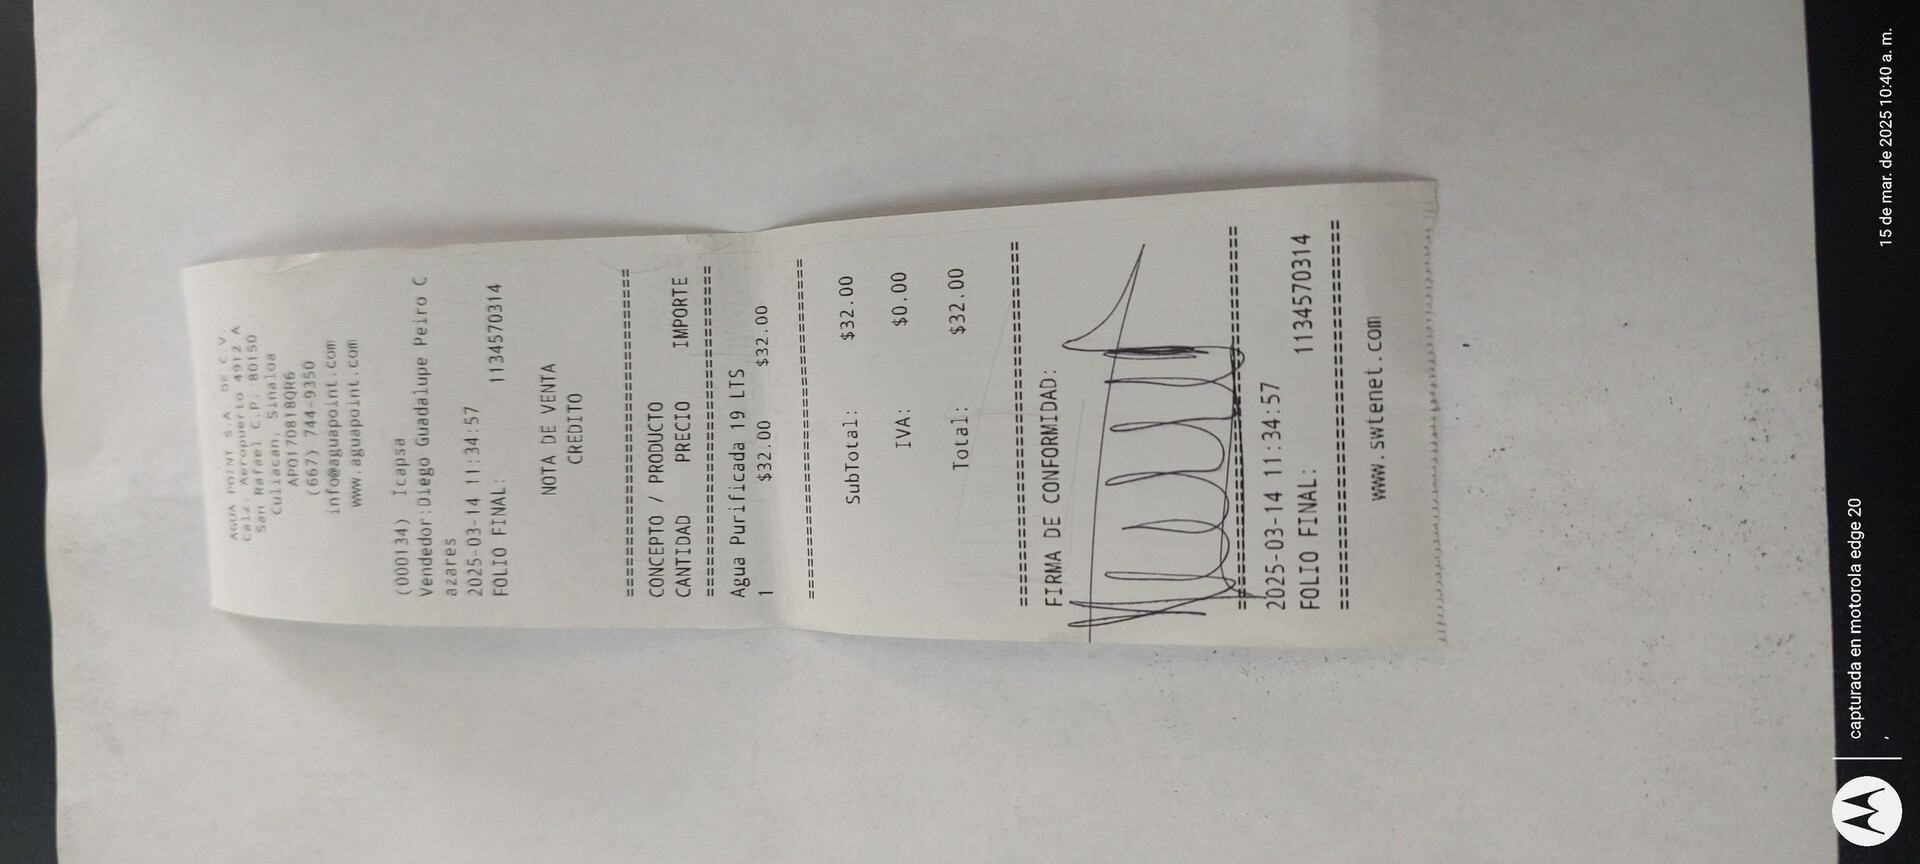 AGUA POINT S.A. DE C.V.
Calz. Aeropuerto 4912 A
San Rafael C.P. 80150
Culiacan, Sinaloa
APO170818QR6
(667) 744-9350
info@aguapoint.com
www.aguapoint.com
(000134) Icapsa
Vendedor:Diego Guadalupe Peiro C
azares
2025-03-14 11:34:57
FOLIO FINAL: 1134570314
NOTA DE VENTA
CREDITO
================================
CONCEPTO / PRODUCTO
CANTIDAD PRECIO IMPORTE
================================
Agua Purificada 19 LTS
1 $32.00 $32.00
================================
SubTotal: $32.00
IVA: $0.00
Total: $32.00
================================
FIRMA DE CONFORMIDAD:
================================
2025-03-14 11:34:57
FOLIO FINAL: 1134570314
================================
www.swtenet.com
capturada en motorola edge 20
15 de mar. de 2025 10:40 a. m.